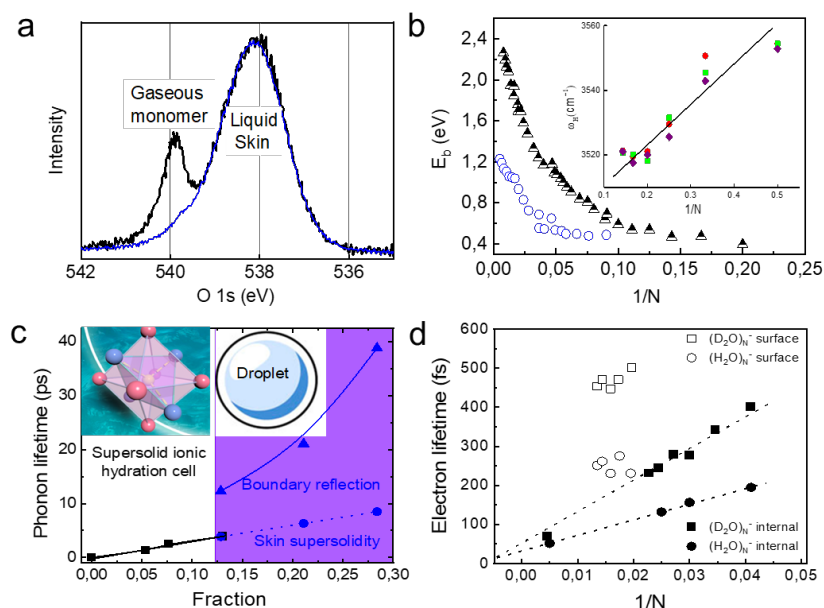 a
Gaseous
monomer
Liquid
Skin
Intensity
542 540 538 536
O 1s (eV)
b
2,4
2,0
1,6
1,2
0,8
0,4
E_b (eV)
0,00 0,05 0,10 0,15 0,20 0,25
1/N
3560
3540
3520
ω_H(cm⁻¹)
0.1 0.2 0.3 0.4 0.5
1/N
c
40
30
20
10
0
Phonon lifetime (ps)
Droplet
Supersolid ionic
hydration cell
Boundary reflection
Skin supersolidity
0,00 0,05 0,10 0,15 0,20 0,25 0,30
Fraction
d
600
500
400
300
200
100
0
Electron lifetime (fs)
(D₂O)_N⁻ surface
(H₂O)_N⁻ surface
(D₂O)_N⁻ internal
(H₂O)_N⁻ internal
0,00 0,01 0,02 0,03 0,04 0,05
1/N